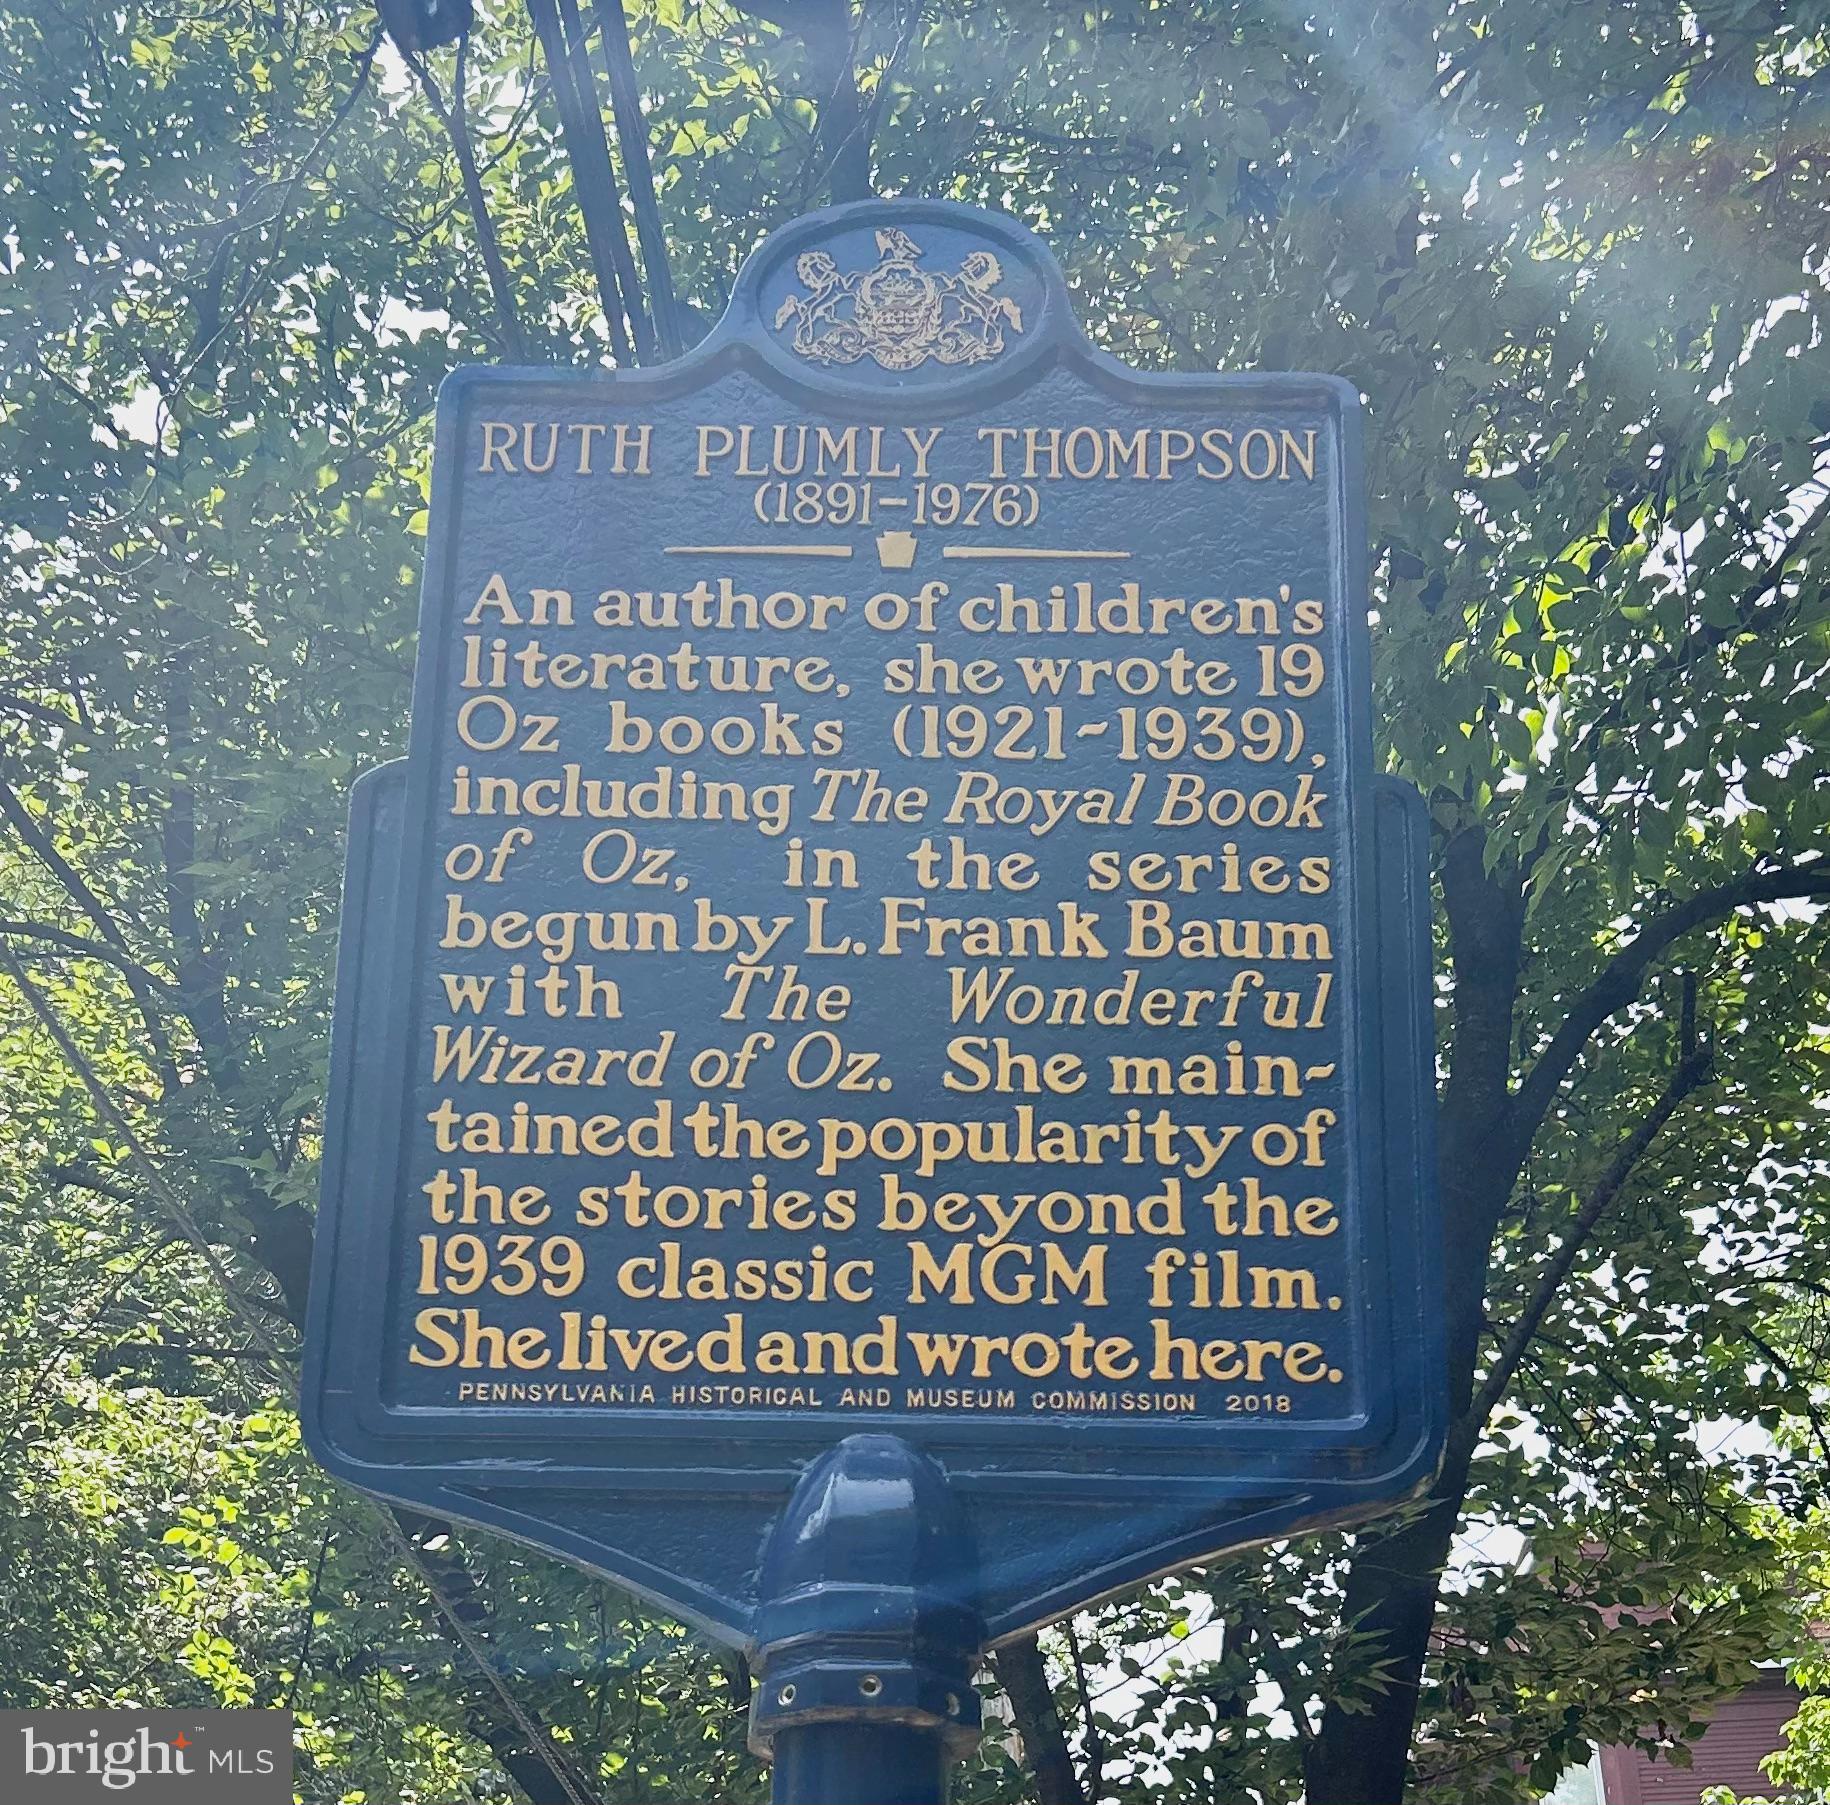 RUTH PLUMLY THOMPSON
(1891-1976)
An author of children's
literature, she wrote 19
Oz books (1921-1939),
including The Royal Book
of Oz, in the series
begun by L. Frank Baum
with The Wonderful
Wizard of Oz. She main-
tained the popularity of
the stories beyond the
1939 classic MGM film.
She lived and wrote here.
PENNSYLVANIA HISTORICAL AND MUSEUM COMMISSION 2018
bright™ MLS